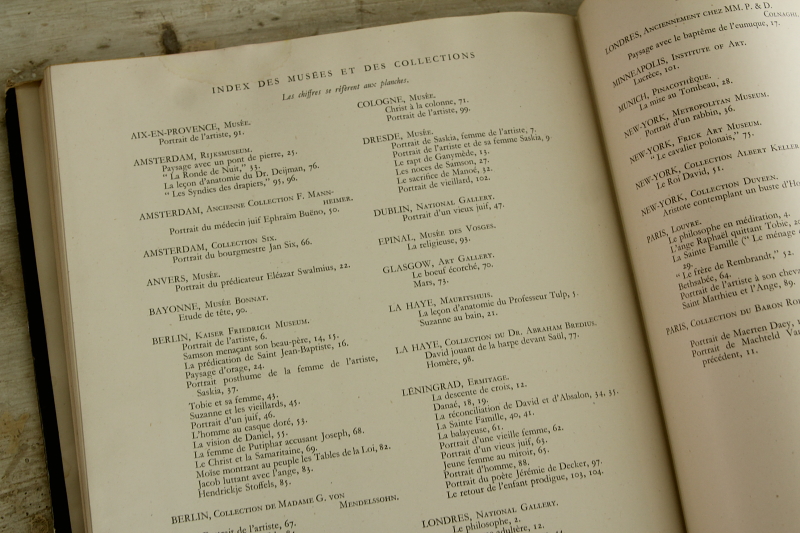 INDEX DES MUSÉES ET DES COLLECTIONS
Les chiffres se réfèrent aux planches.
AIX-EN-PROVENCE, Musée.
Portrait de l'artiste, 91.
AMSTERDAM, Rijksmuseum.
Paysage avec un pont de pierre, 25.
"La Ronde de Nuit," 33.
La leçon d'anatomie du Dr. Deijman, 76.
"Les Syndics des drapiers," 95, 96.
AMSTERDAM, Ancienne Collection F. Mann-
heimer.
Portrait du médecin juif Ephraïm Buëno, 50.
AMSTERDAM, Collection Six.
Portrait du bourgmestre Jan Six, 66.
ANVERS, Musée.
Portrait du prédicateur Eléazar Swalmius, 22.
BAYONNE, Musée Bonnat.
Etude de tête, 90.
BERLIN, Kaiser Friedrich Museum.
Portrait de l'artiste, 6.
Samson menaçant son beau-père, 14, 15.
La prédication de Saint Jean-Baptiste, 16.
Paysage d'orage, 24.
Portrait posthume de la femme de l'artiste,
Saskia, 37.
Tobie et sa femme, 43.
Suzanne et les vieillards, 45.
Portrait d'un juif, 46.
L'homme au casque doré, 53.
La vision de Daniel, 55.
La femme de Putiphar accusant Joseph, 68.
Le Christ et la Samaritaine, 69.
Moïse montrant au peuple les Tables de la Loi, 82.
Jacob luttant avec l'ange, 83.
Hendrickje Stoffels, 85.
BERLIN, Collection de Madame G. von
Mendelssohn.
Portrait de l'artiste, 67.
COLOGNE, Musée.
Christ à la colonne, 71.
Portrait de l'artiste, 99.
DRESDE, Musée.
Portrait de Saskia, femme de l'artiste, 7.
Portrait de l'artiste et de sa femme Saskia, 9
Le rapt de Ganymède, 13.
Les noces de Samson, 27.
Le sacrifice de Manoé, 32.
Portrait de vieillard, 102.
DUBLIN, National Gallery.
Portrait d'un vieux juif, 47.
EPINAL, Musée des Vosges.
La religieuse, 93.
GLASGOW, Art Gallery.
Le boeuf écorché, 70.
Mars, 73.
LA HAYE, Mauritshuis.
La leçon d'anatomie du Professeur Tulp, 5.
Suzanne au bain, 21.
LA HAYE, Collection du Dr. Abraham Bredius.
David jouant de la harpe devant Saül, 77.
Homère, 98.
LÉNINGRAD, Ermitage.
La descente de croix, 12.
Danaé, 18, 19.
La réconciliation de David et d'Absalon, 34, 35.
La Sainte Famille, 40, 41.
La balayeuse, 61.
Portrait d'une vieille femme, 62.
Portrait d'un vieux juif, 63.
Jeune femme au miroir, 65.
Portrait d'homme, 88.
Portrait du poète Jérémie de Decker, 97.
Le retour de l'enfant prodigue, 103, 104.
LONDRES, National Gallery.
Le philosophe, 2.
adultère, 12.
44.
LONDRES, Anciennement chez MM. P. & D.
Colnaghi.
Paysage avec le baptême de l'eunuque, 17.
MINNEAPOLIS, Institute of Art.
Lucrèce, 101.
MUNICH, Pinacothèque.
La mise au Tombeau, 28.
NEW-YORK, Metropolitan Museum.
Portrait d'un rabbin, 36.
NEW-YORK, Frick Art Museum.
"Le cavalier polonais," 75.
NEW-YORK, Collection Albert Keller
Le Roi David, 51.
NEW-YORK, Collection Duveen.
Aristote contemplant un buste d'Ho
PARIS, Louvre.
Le philosophe en méditation, 4.
L'ange Raphaël quittant Tobie, 20
La Sainte Famille ("Le ménage d
29.
"Le frère de Rembrandt," 52.
Bethsabée, 64.
Portrait de l'artiste à son cheva
Saint Matthieu et l'Ange, 89.
PARIS, Collection du Baron Ro
Portrait de Maerten Daey, 1
Portrait de Machteld Va
précédent, 11.